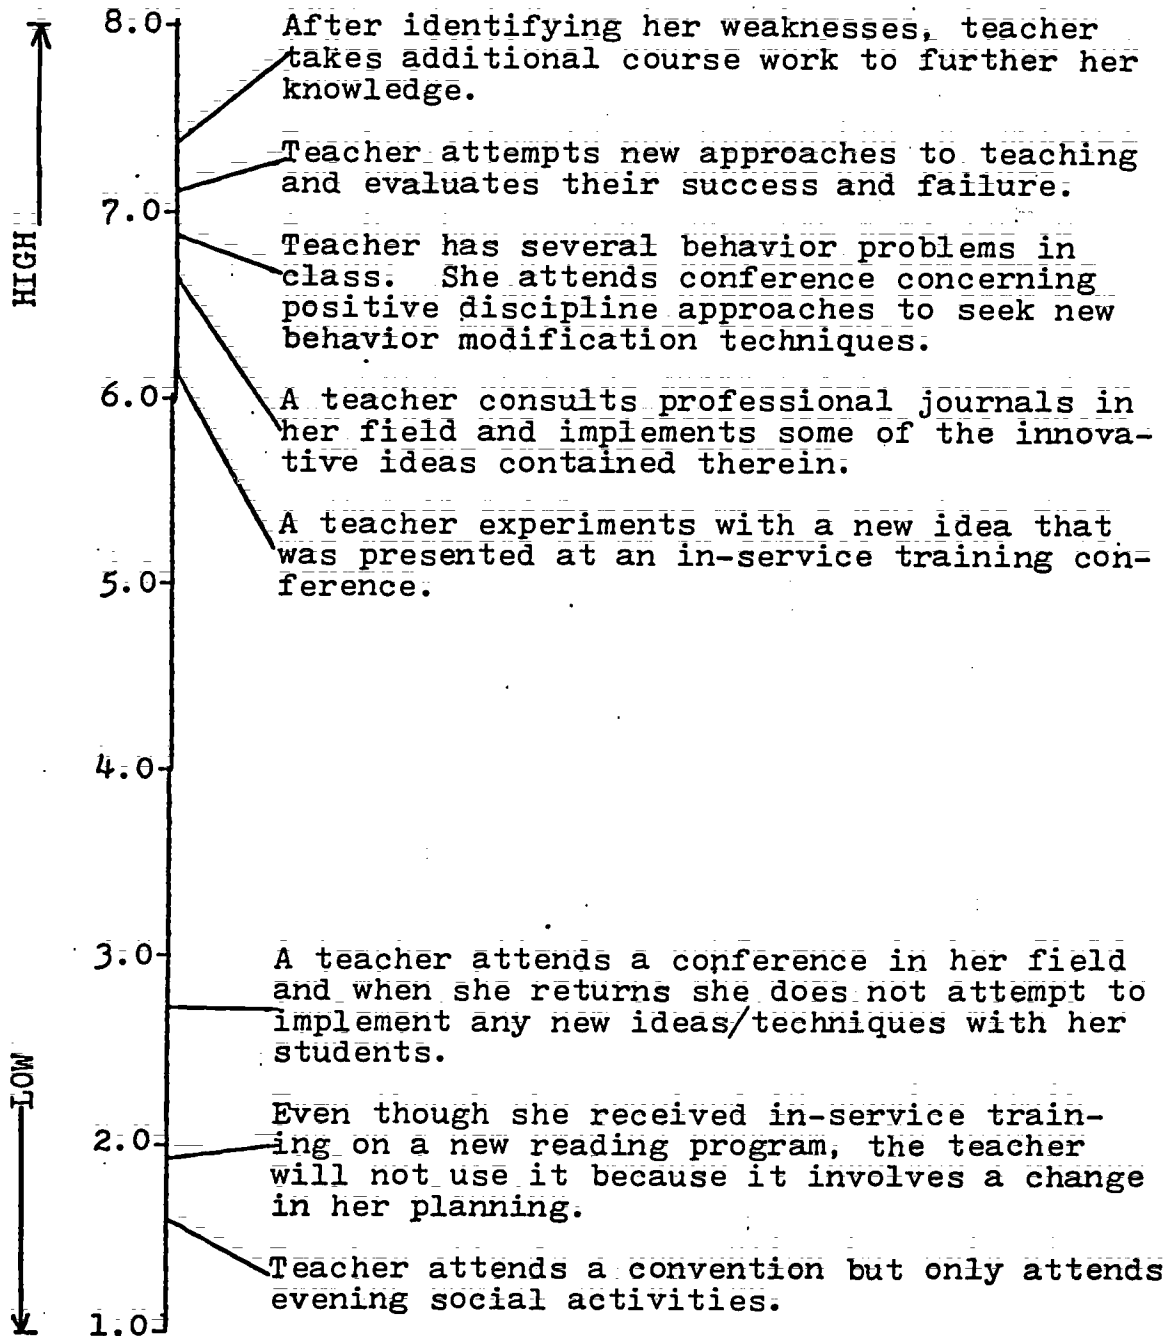 8.0
After identifying her weaknesses, teacher
takes additional course work to further her
knowledge.
Teacher attempts new approaches to teaching
and evaluates their success and failure.
7.0
HIGH
Teacher has several behavior problems in
class. She attends conference concerning
positive discipline approaches to seek new
behavior modification techniques.
6.0
A teacher consults professional journals in
her field and implements some of the innova-
tive ideas contained therein.
A teacher experiments with a new idea that
was presented at an in-service training con-
ference.
5.0
4.0
3.0
A teacher attends a conference in her field
and when she returns she does not attempt to
implement any new ideas/techniques with her
students.
LOW
Even though she received in-service train-
2.0
ing on a new reading program, the teacher
will not use it because it involves a change
in her planning.
Teacher attends a convention but only attends
evening social activities.
1.0